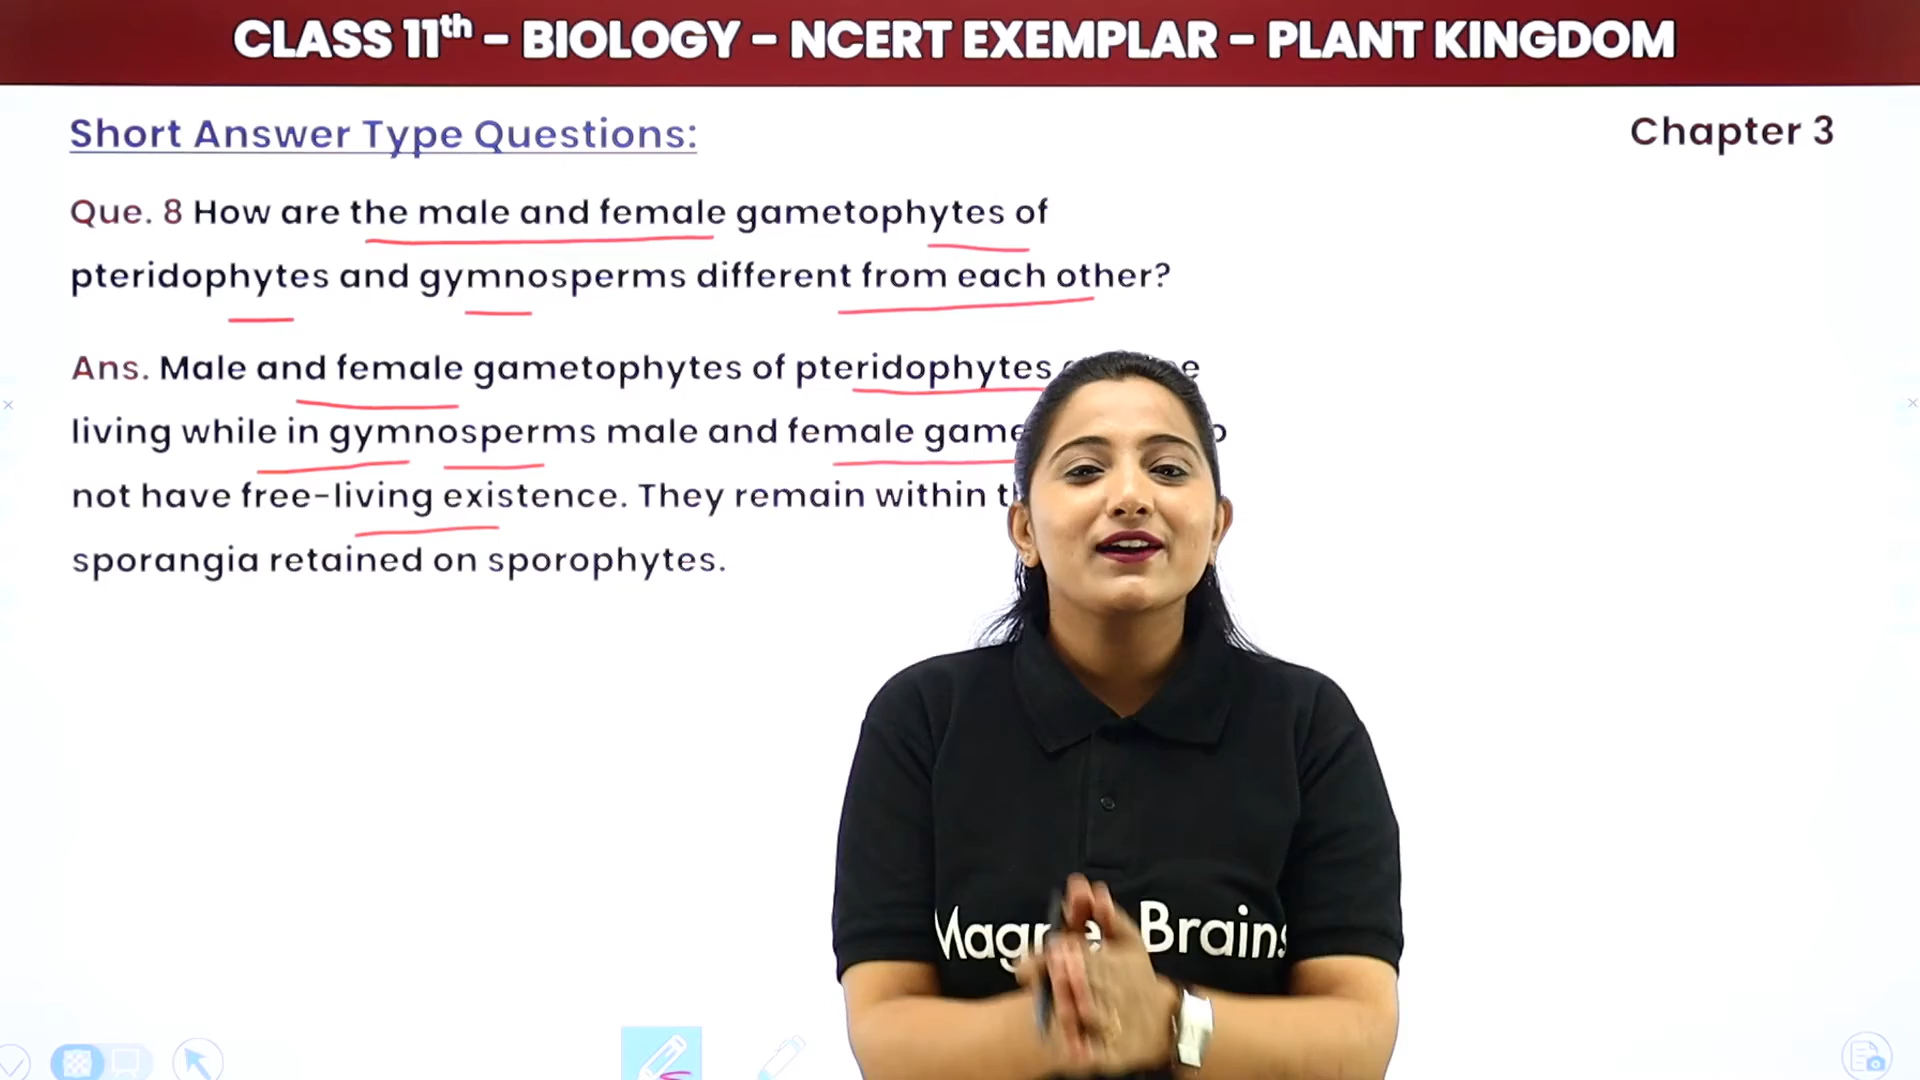 CLASS 11th - BIOLOGY - NCERT EXEMPLAR - PLANT KINGDOM
Short Answer Type Questions:
Chapter 3
Que. 8 How are the male and female gametophytes of
pteridophytes and gymnosperms different from each other?
Ans. Male and female gametophytes of pteridophytes
living while in gymnosperms male and female
not have free-living existence. They remain within
sporangia retained on sporophytes.
Brains